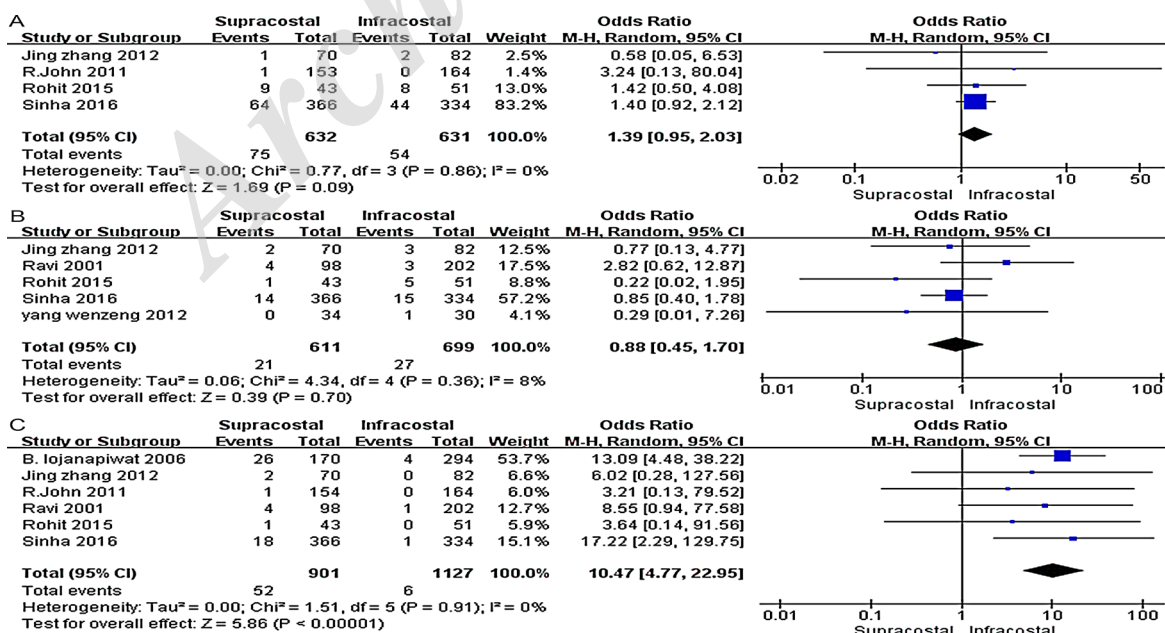 A
Supracostal Infracostal Odds Ratio Odds Ratio
Study or Subgroup Events Total Events Total Weight M-H, Random, 95% CI M-H, Random, 95% CI
Jing zhang 2012 1 70 2 82 2.5% 0.58 [0.05, 6.53]
R.John 2011 1 153 0 164 1.4% 3.24 [0.13, 80.04]
Rohit 2015 9 43 8 51 13.0% 1.42 [0.50, 4.08]
Sinha 2016 64 366 44 334 83.2% 1.40 [0.92, 2.12]
Total (95% CI) 632 631 100.0% 1.39 [0.95, 2.03]
Total events 75 54
Heterogeneity: Tau² = 0.00; Chi² = 0.77, df = 3 (P = 0.86); I² = 0%
Test for overall effect: Z = 1.69 (P = 0.09)
0.02 0.1 1 10 50
Supracostal Infracostal
B
Supracostal Infracostal Odds Ratio Odds Ratio
Study or Subgroup Events Total Events Total Weight M-H, Random, 95% CI M-H, Random, 95% CI
Jing zhang 2012 2 70 3 82 12.5% 0.77 [0.13, 4.77]
Ravi 2001 4 98 3 202 17.5% 2.82 [0.62, 12.87]
Rohit 2015 1 43 5 51 8.8% 0.22 [0.02, 1.95]
Sinha 2016 14 366 15 334 57.2% 0.85 [0.40, 1.78]
yang wenzeng 2012 0 34 1 30 4.1% 0.29 [0.01, 7.26]
Total (95% CI) 611 699 100.0% 0.88 [0.45, 1.70]
Total events 21 27
Heterogeneity: Tau² = 0.06; Chi² = 4.34, df = 4 (P = 0.36); I² = 8%
Test for overall effect: Z = 0.39 (P = 0.70)
0.01 0.1 1 10 100
Supracostal Infracostal
C
Supracostal Infracostal Odds Ratio Odds Ratio
Study or Subgroup Events Total Events Total Weight M-H, Random, 95% CI M-H, Random, 95% CI
B. lojanapiwat 2006 26 170 4 294 53.7% 13.09 [4.48, 38.22]
Jing zhang 2012 2 70 0 82 6.6% 6.02 [0.28, 127.56]
R.John 2011 1 154 0 164 6.0% 3.21 [0.13, 79.52]
Ravi 2001 4 98 1 202 12.7% 8.55 [0.94, 77.58]
Rohit 2015 1 43 0 51 5.9% 3.64 [0.14, 91.56]
Sinha 2016 18 366 1 334 15.1% 17.22 [2.29, 129.75]
Total (95% CI) 901 1127 100.0% 10.47 [4.77, 22.95]
Total events 52 6
Heterogeneity: Tau² = 0.00; Chi² = 1.51, df = 5 (P = 0.91); I² = 0%
Test for overall effect: Z = 5.86 (P < 0.00001)
0.01 0.1 1 10 100
Supracostal Infracostal